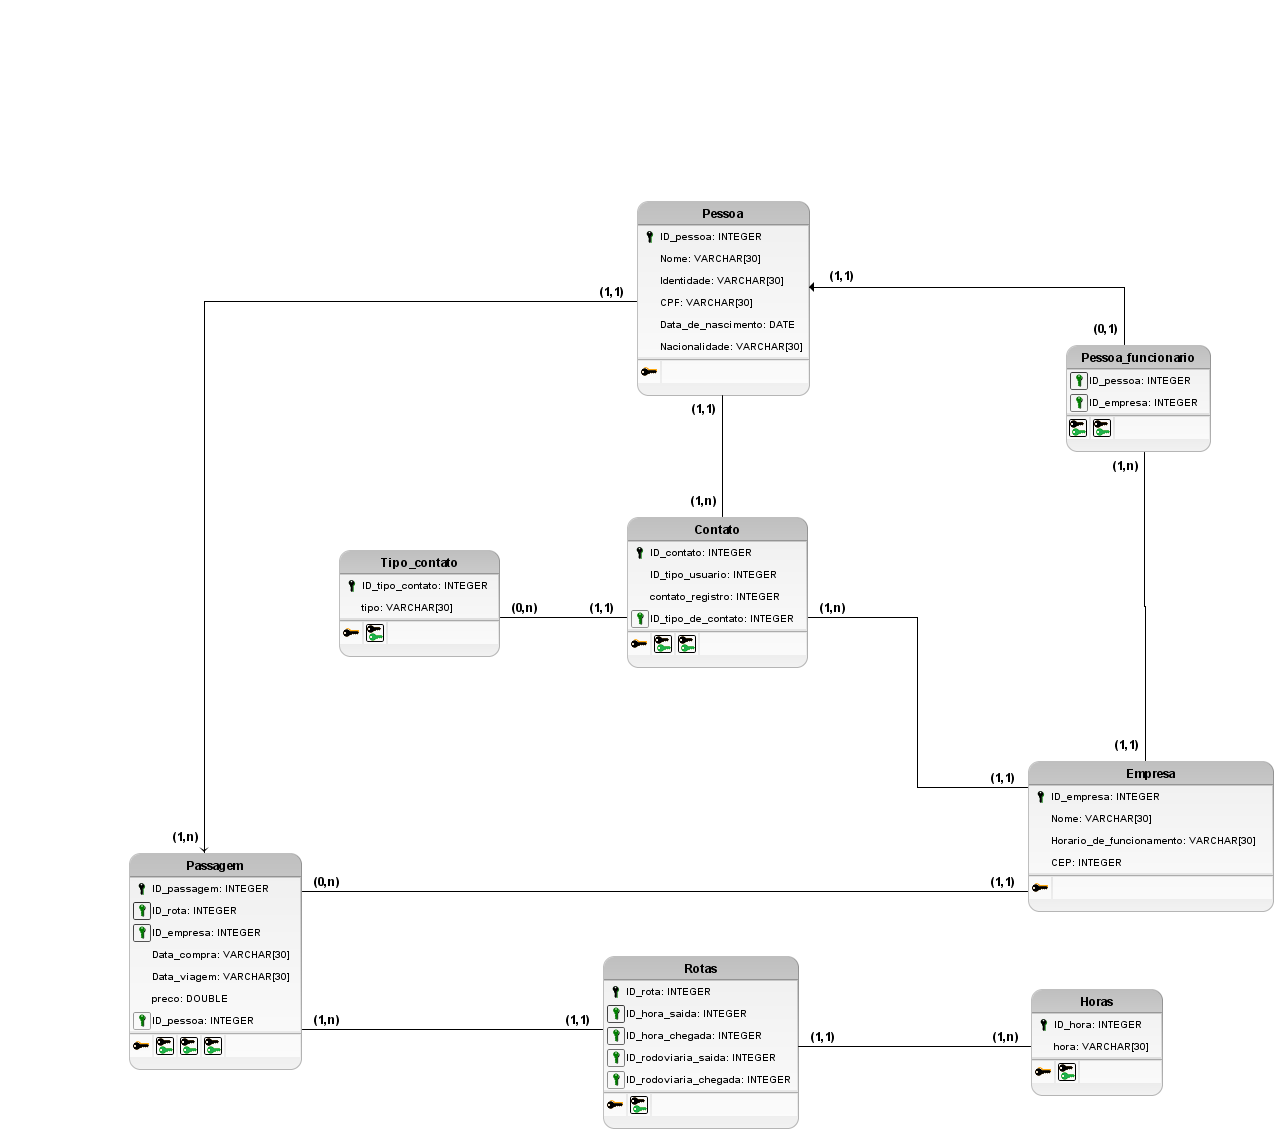 Pessoa
ID_pessoa: INTEGER
Nome: VARCHAR[30]
Identidade: VARCHAR[30]
CPF: VARCHAR[30]
Data_de_nascimento: DATE
Nacionalidade: VARCHAR[30]
(1,1)
(1,1)
(0,1)
Pessoa_funcionario
ID_pessoa: INTEGER
ID_empresa: INTEGER
(1,1)
(1,n)
(1,n)
Contato
ID_contato: INTEGER
ID_tipo_usuario: INTEGER
contato_registro: INTEGER
ID_tipo_de_contato: INTEGER
Tipo_contato
ID_tipo_contato: INTEGER
tipo: VARCHAR[30]
(0,n)
(1,1)
(1,n)
(1,1)
(1,1)
Empresa
ID_empresa: INTEGER
Nome: VARCHAR[30]
Horario_de_funcionamento: VARCHAR[30]
CEP: INTEGER
(1,n)
Passagem
ID_passagem: INTEGER
ID_rota: INTEGER
ID_empresa: INTEGER
Data_compra: VARCHAR[30]
Data_viagem: VARCHAR[30]
preco: DOUBLE
ID_pessoa: INTEGER
(0,n)
(1,1)
(1,n)
(1,1)
Rotas
ID_rota: INTEGER
ID_hora_saida: INTEGER
ID_hora_chegada: INTEGER
ID_rodoviaria_saida: INTEGER
ID_rodoviaria_chegada: INTEGER
(1,1)
(1,n)
Horas
ID_hora: INTEGER
hora: VARCHAR[30]